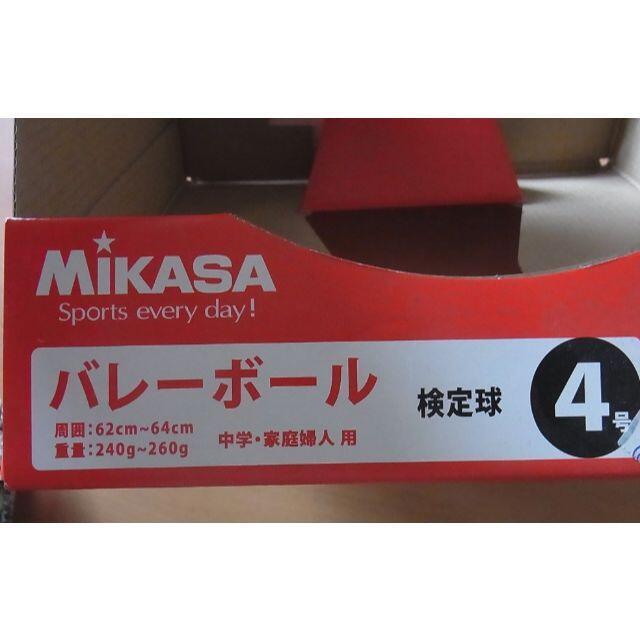 MiKASA
Sports every day!
バレーボール
周囲:62cm~64cm
重量:240g~260g
中学・家庭婦人 用
検定球
4号